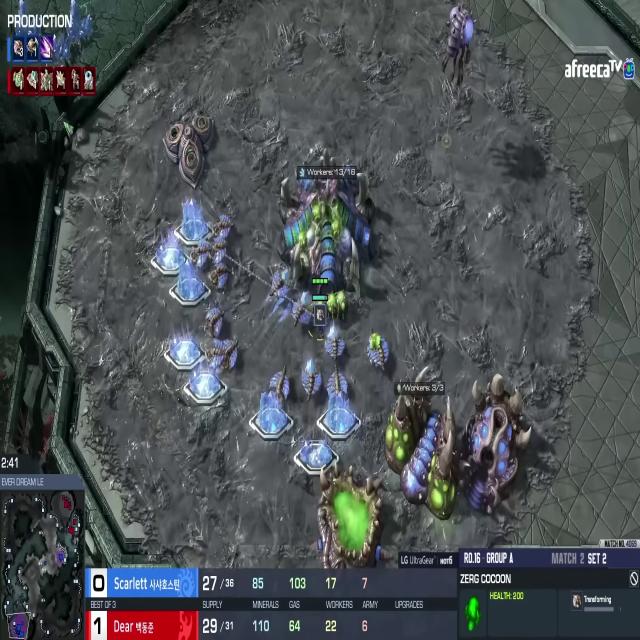 PRODUCTION
afreecaTV
Workers: 13/16
Workers: 3/3
2:41
EVER DREAM LE
MATCH NO. 4069
LG UltraGear
RO.16 - GROUP A MATCH 2 SET 2
0 Scarlett 사샤호스틴 27 / 36 85 103 17 7
BEST OF 3 SUPPLY MINERALS GAS WORKERS ARMY UPGRADES
1 Dear 백동준 29 / 31 110 64 22 6
ZERG COCOON
HEALTH: 200
Transforming